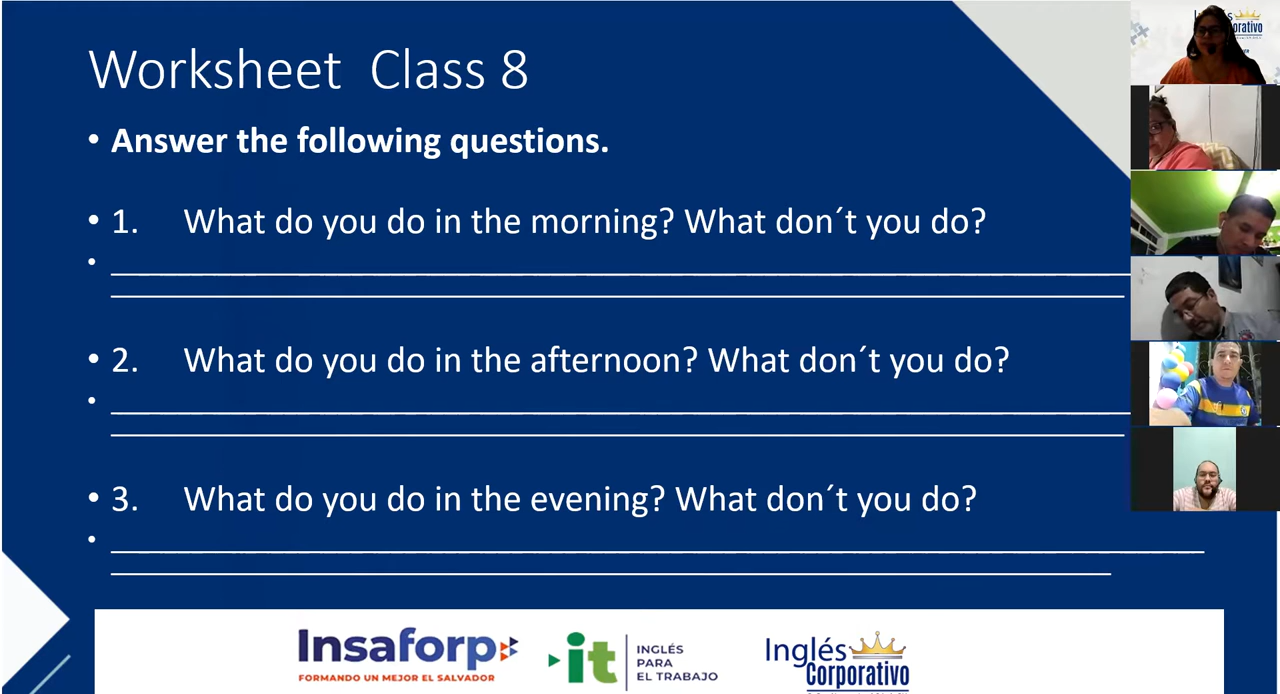 Worksheet  Class 8
• Answer the following questions.
• 1. What do you do in the morning? What don´t you do?
• 2. What do you do in the afternoon? What don´t you do?
• 3. What do you do in the evening? What don´t you do?
Insaforp
FORMANDO UN MEJOR EL SALVADOR
it
INGLÉS
PARA
EL TRABAJO
Inglés
Corporativo